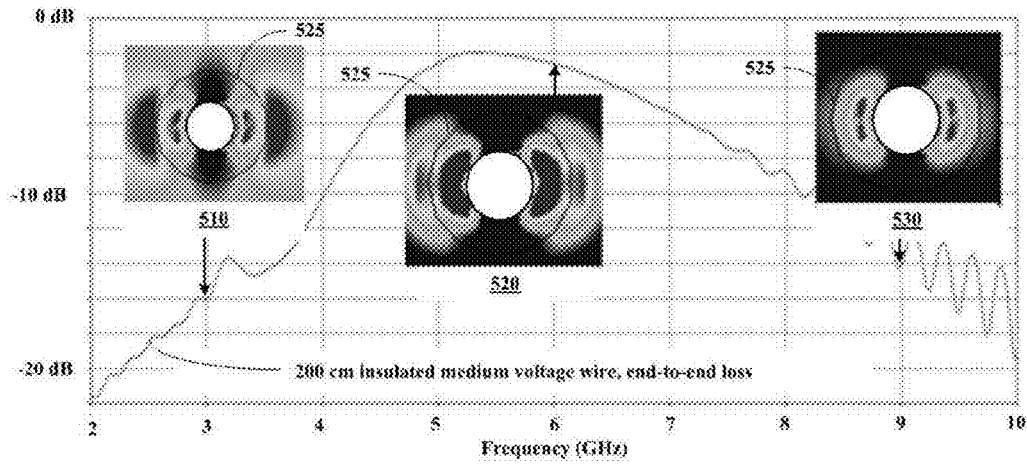 0 dB
525
525
525
-10 dB
510
520
530
-20 dB
200 cm insulated medium voltage wire, end-to-end loss
2 3 4 5 6 7 8 9 10
Frequency (GHz)